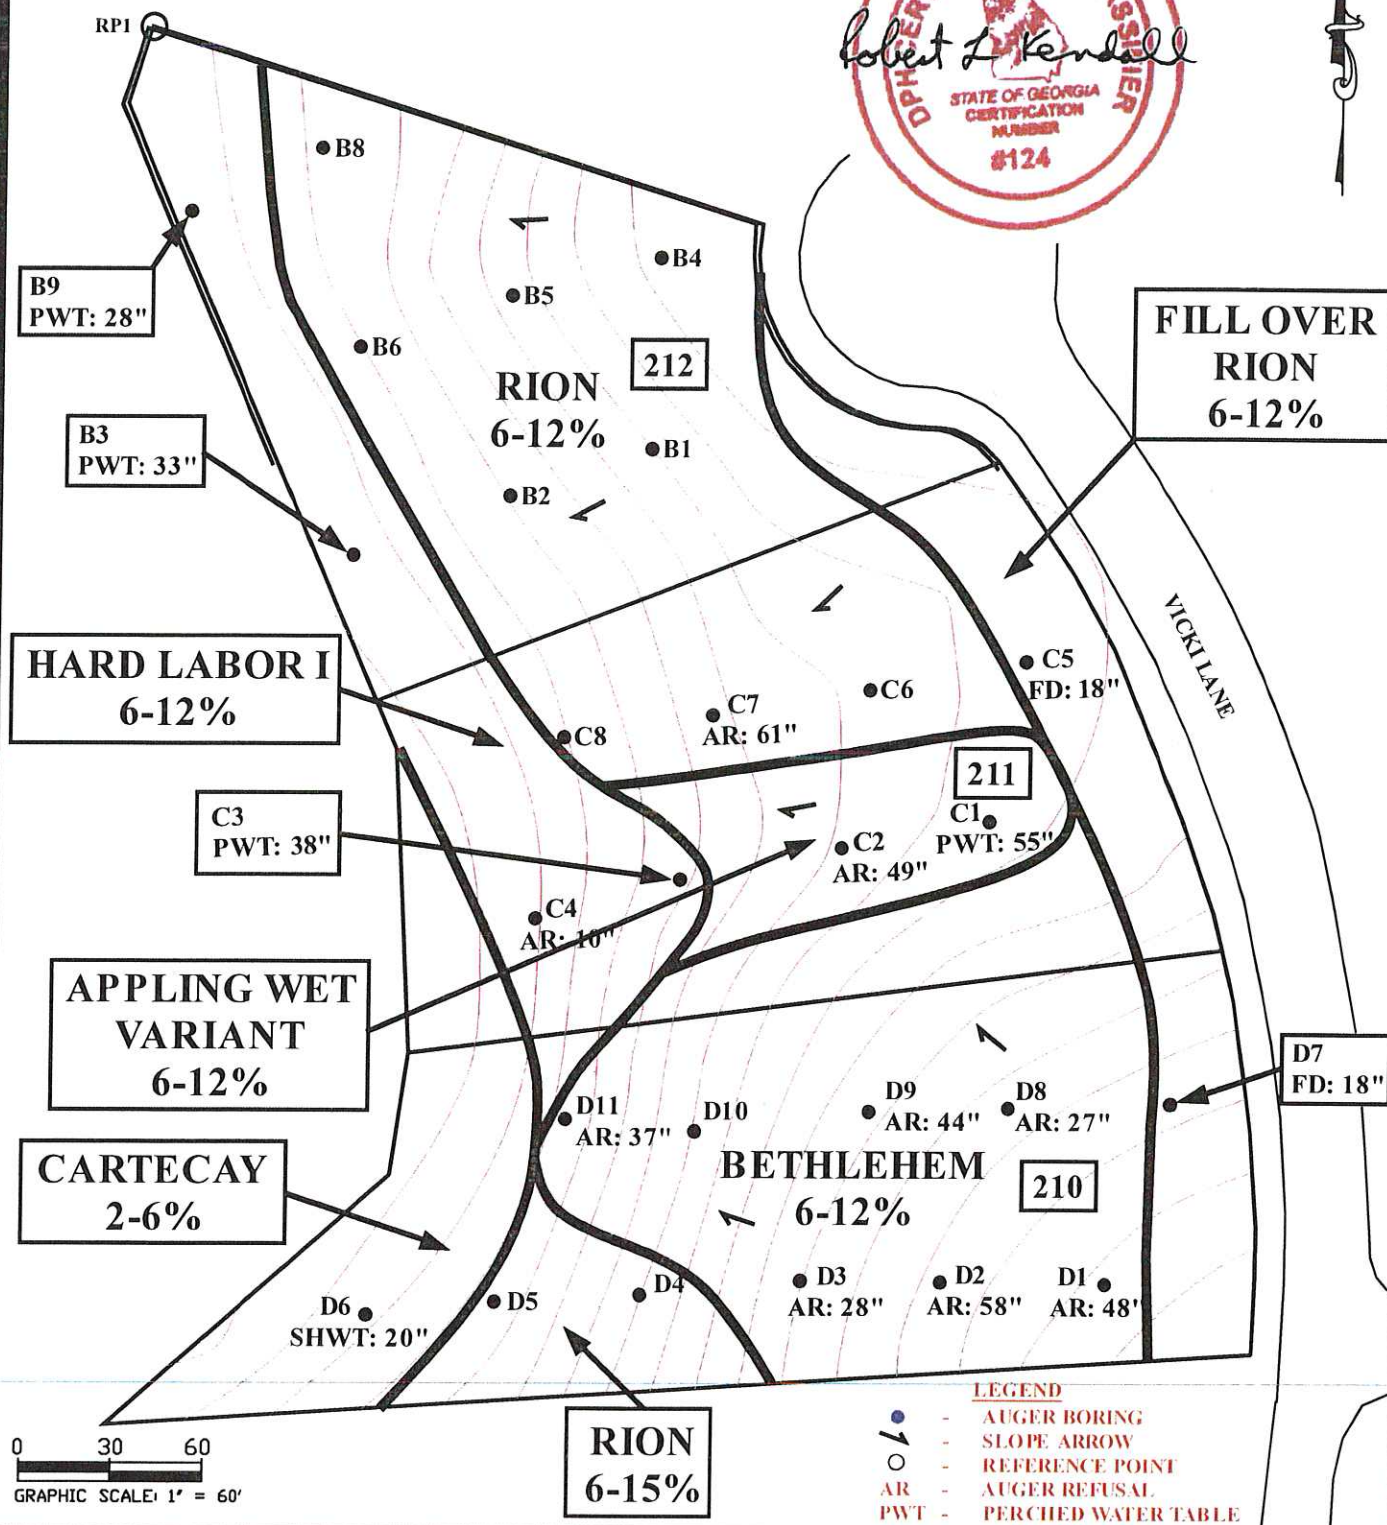 RP1
Robert L Kendall
STATE OF GEORGIA
CERTIFICATION
NUMBER
#124
B8
B9
PWT: 28"
B4
B5
B6
212
RION
6-12%
FILL OVER
RION
6-12%
B3
PWT: 33"
B1
B2
VICKI LANE
HARD LABOR I
6-12%
C5
FD: 18"
C6
C7
AR: 61"
C8
211
C3
PWT: 38"
C1
PWT: 55"
C2
AR: 49"
C4
AR: 10"
APPLING WET
VARIANT
6-12%
D7
FD: 18"
D11
AR: 37"
D10
D9
AR: 44"
D8
AR: 27"
BETHLEHEM
6-12%
210
CARTECAY
2-6%
D6
SHWT: 20"
D5
D4
D3
AR: 28"
D2
AR: 58"
D1
AR: 48"
RION
6-15%
0 30 60
GRAPHIC SCALE: 1" = 60'
LEGEND
- AUGER BORING
- SLOPE ARROW
- REFERENCE POINT
AR - AUGER REFUSAL
PWT - PERCHED WATER TABLE